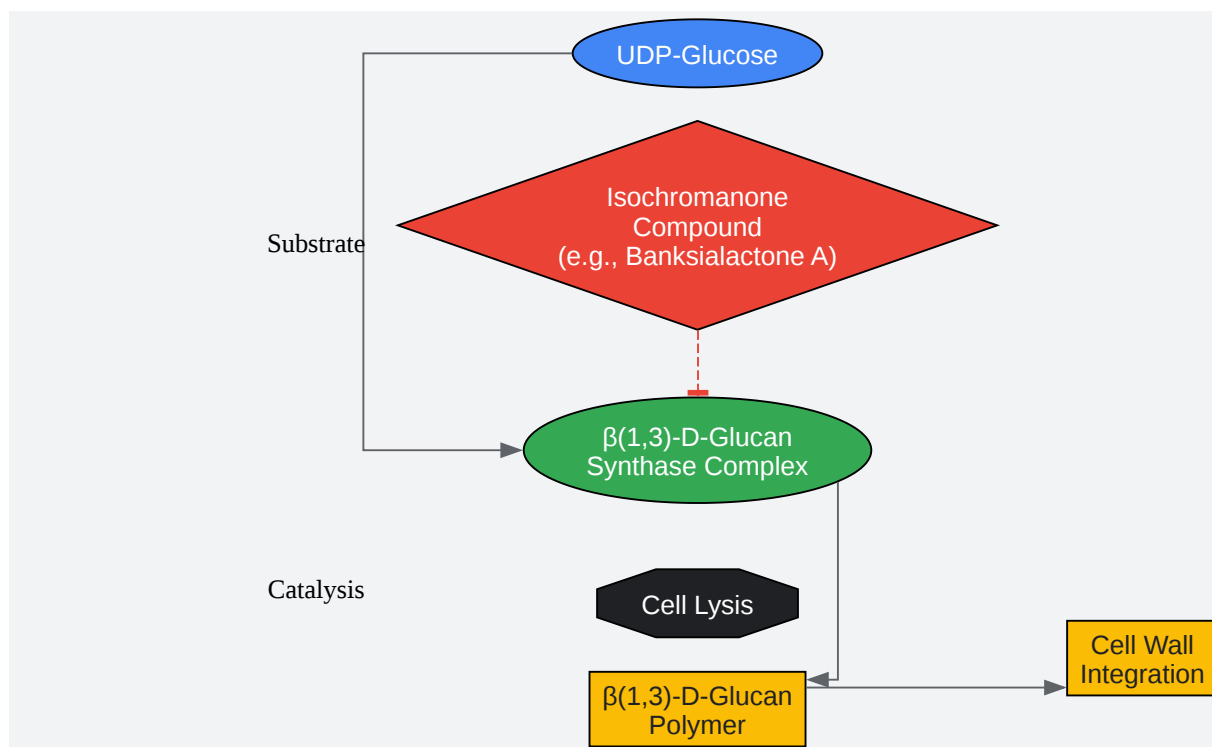 UDP-Glucose
Isochromanone
Compound
(e.g., Banksialactone A)
Substrate
β(1,3)-D-Glucan
Synthase Complex
Catalysis
Cell Lysis
Cell Wall
Integration
β(1,3)-D-Glucan
Polymer